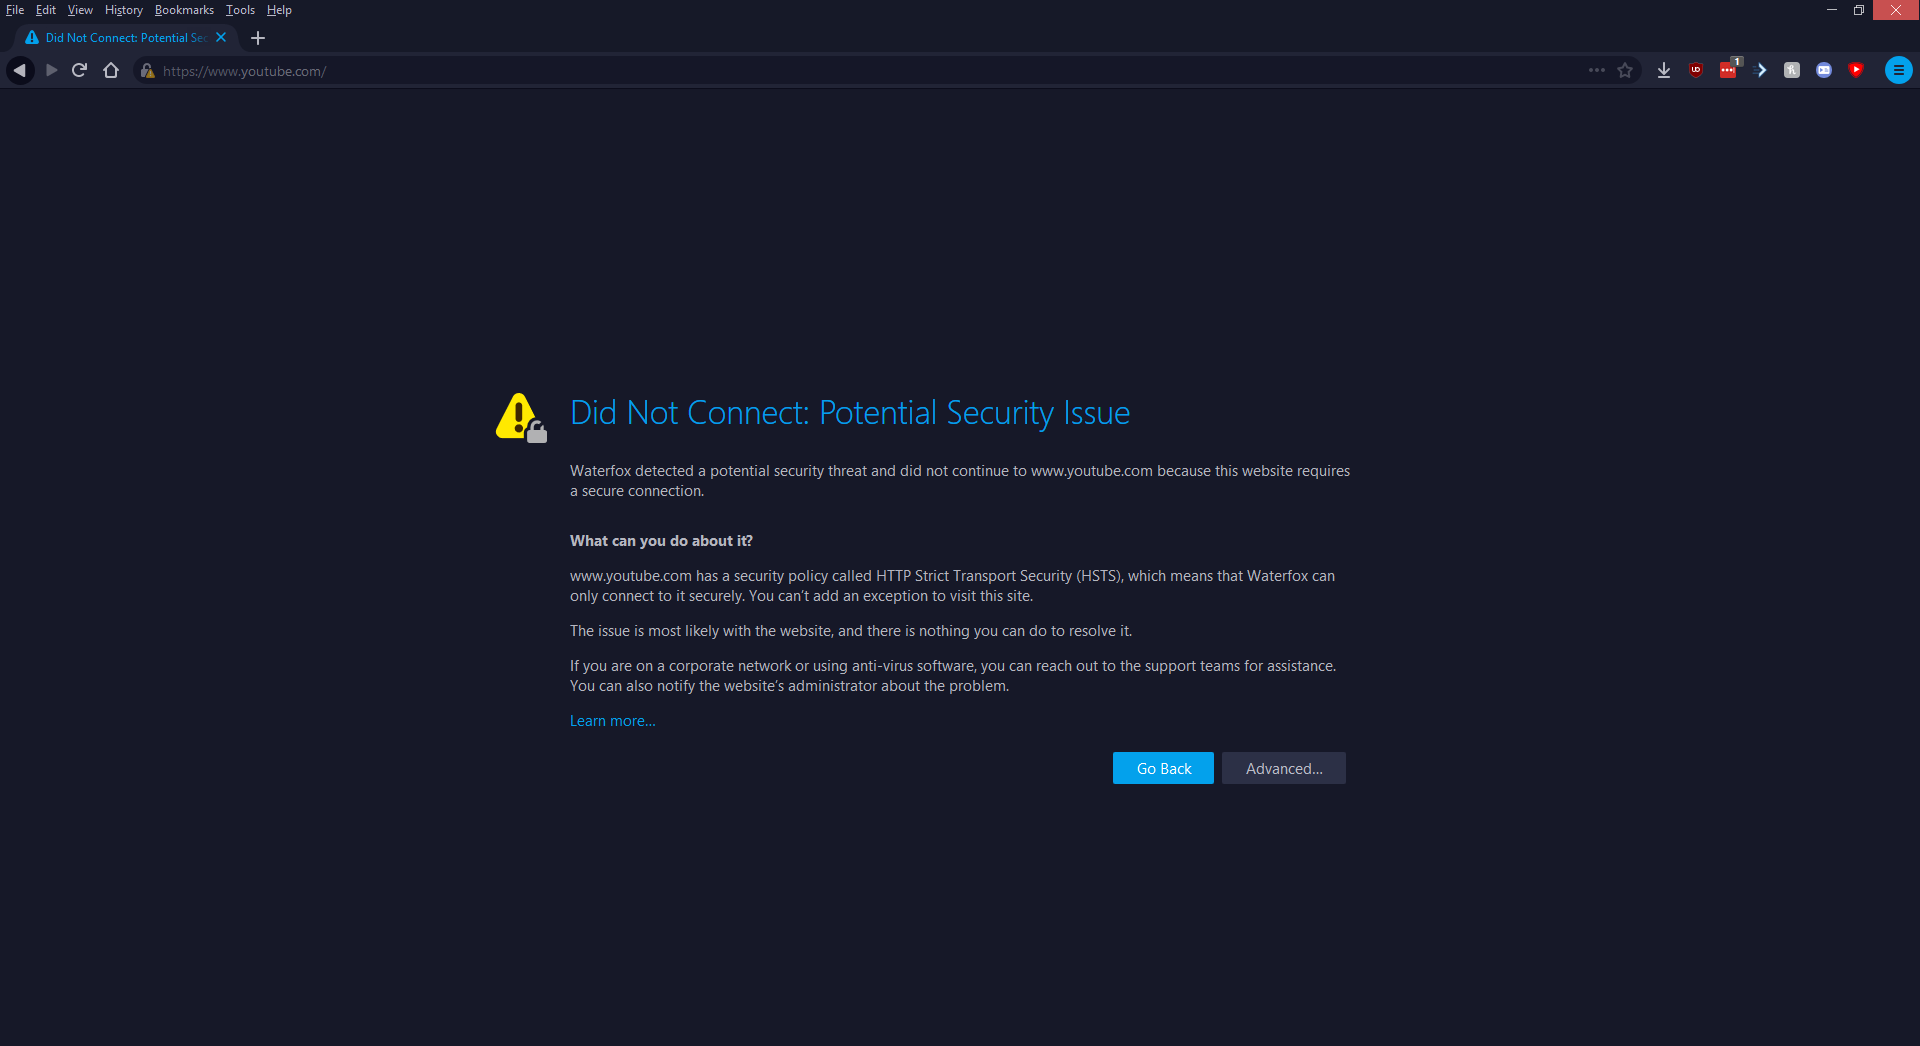 File Edit View History Bookmarks Tools Help
Did Not Connect: Potential Sec
https://www.youtube.com/
1
Did Not Connect: Potential Security Issue
Waterfox detected a potential security threat and did not continue to www.youtube.com because this website requires
a secure connection.
What can you do about it?
www.youtube.com has a security policy called HTTP Strict Transport Security (HSTS), which means that Waterfox can
only connect to it securely. You can’t add an exception to visit this site.
The issue is most likely with the website, and there is nothing you can do to resolve it.
If you are on a corporate network or using anti-virus software, you can reach out to the support teams for assistance.
You can also notify the website’s administrator about the problem.
Learn more…
Go Back Advanced...